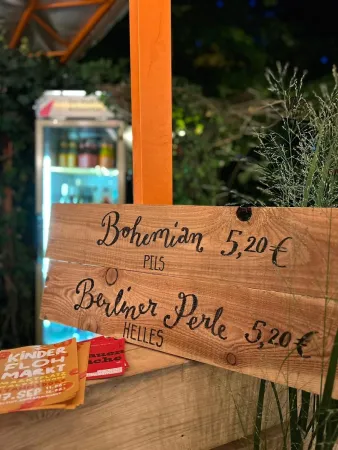 Bohemian 5,20 €
PILS
Berliner Perle 5,20 €
HELLES
KINDER
FLOH
MARKT